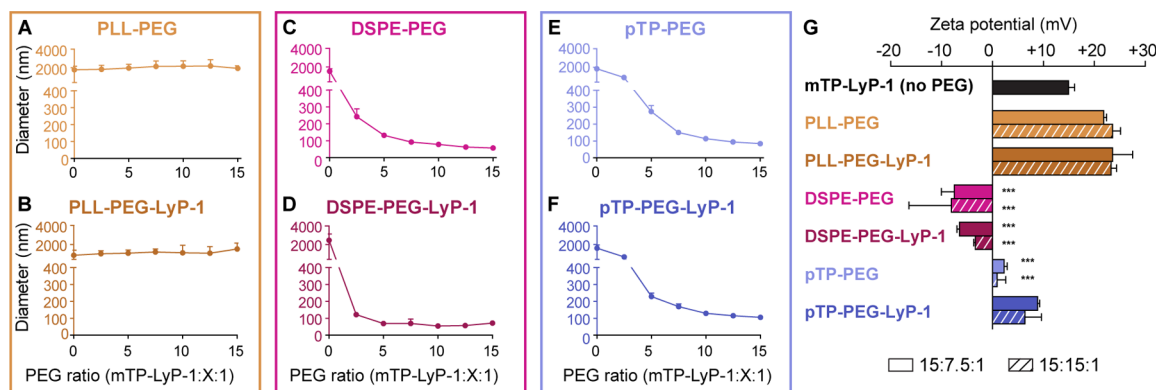 A
PLL-PEG
Diameter (nm)
4000
2000
400
300
200
100
0
0 5 10 15
B
PLL-PEG-LyP-1
Diameter (nm)
4000
2000
400
300
200
100
0
0 5 10 15
PEG ratio (mTP-LyP-1:X:1)
C
DSPE-PEG
4000
2000
400
300
200
100
0
0 5 10 15
D
DSPE-PEG-LyP-1
4000
2000
400
300
200
100
0
0 5 10 15
PEG ratio (mTP-LyP-1:X:1)
E
pTP-PEG
4000
2000
400
300
200
100
0
0 5 10 15
F
pTP-PEG-LyP-1
4000
2000
400
300
200
100
0
0 5 10 15
PEG ratio (mTP-LyP-1:X:1)
G
Zeta potential (mV)
-20 -10 0 +10 +20 +30
mTP-LyP-1 (no PEG)
PLL-PEG
PLL-PEG-LyP-1
DSPE-PEG ***
***
DSPE-PEG-LyP-1 ***
***
pTP-PEG ***
***
pTP-PEG-LyP-1
15:7.5:1 15:15:1